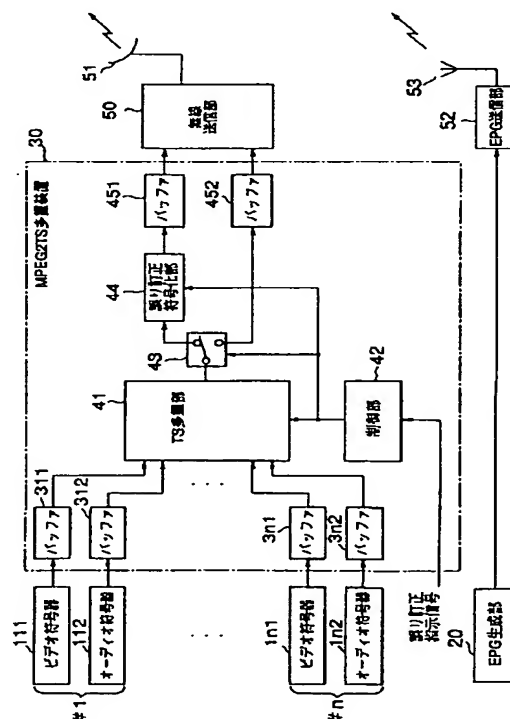 #1
111
ビデオ符号器
112
オーディオ符号器
#n
1n1
ビデオ符号器
1n2
オーディオ符号器
20
EPG生成部
30
MPEG2TS多重装置
311
バッファ
312
バッファ
3n1
バッファ
3n2
バッファ
誤り訂正
指示信号
41
TS多重部
42
制御部
43
44
誤り訂正
符号化部
451
バッファ
452
バッファ
50
無線
送信部
51
52
EPG送信部
53